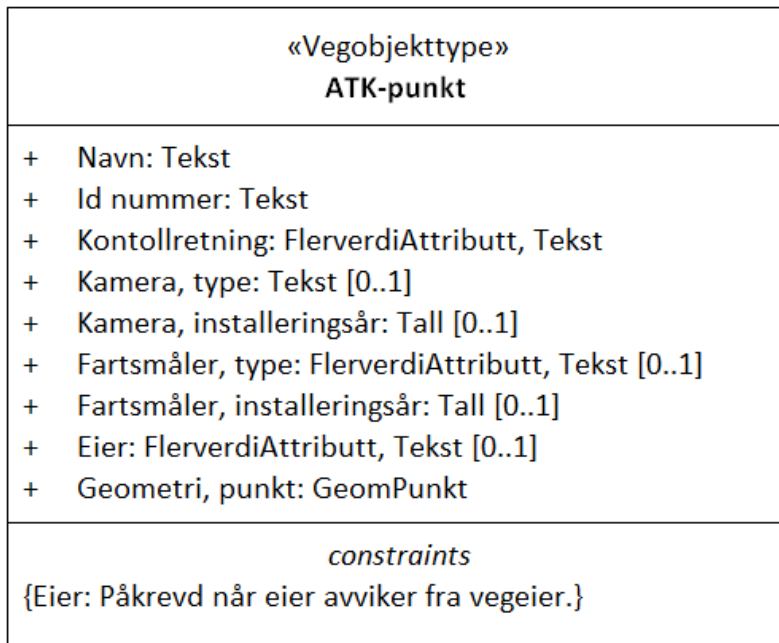 «Vegobjekttype»
ATK-punkt
+ Navn: Tekst
+ Id nummer: Tekst
+ Kontollretning: FlerverdiAttributt, Tekst
+ Kamera, type: Tekst [0..1]
+ Kamera, installeringsår: Tall [0..1]
+ Fartsmåler, type: FlerverdiAttributt, Tekst [0..1]
+ Fartsmåler, installeringsår: Tall [0..1]
+ Eier: FlerverdiAttributt, Tekst [0..1]
+ Geometri, punkt: GeomPunkt
constraints
{Eier: Påkrevd når eier avviker fra vegeier.}